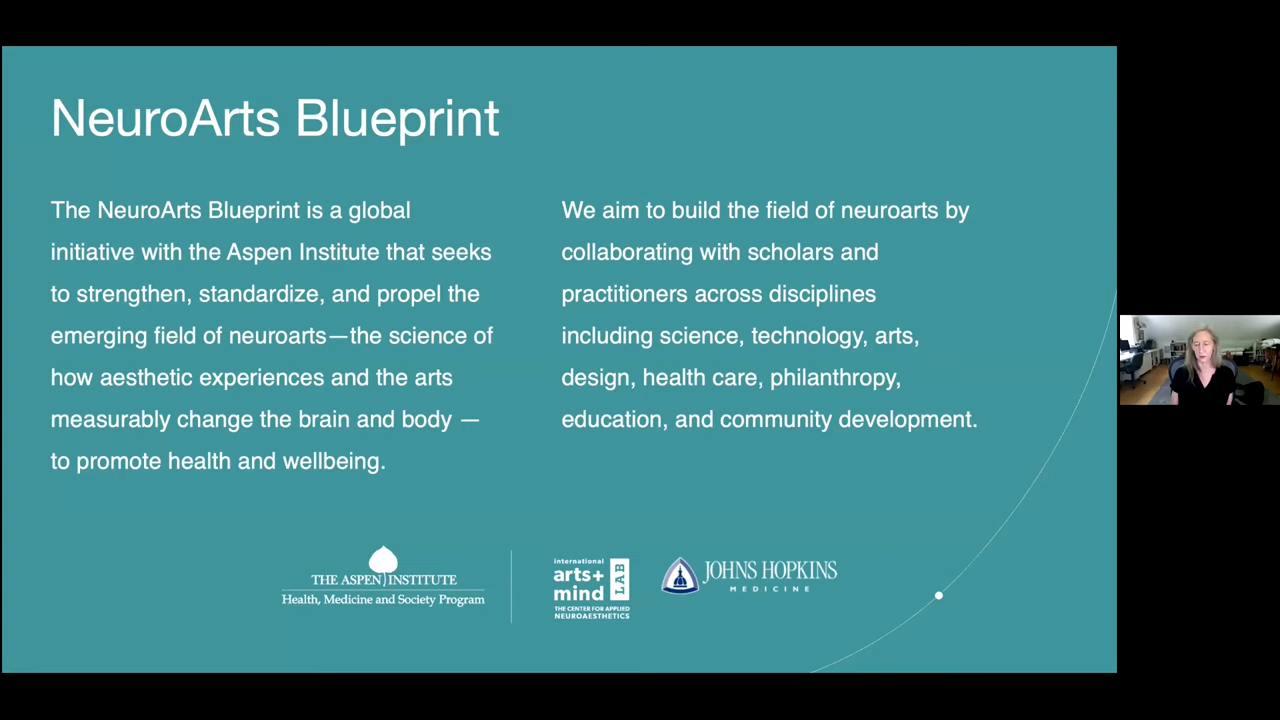 NeuroArts Blueprint
The NeuroArts Blueprint is a global
initiative with the Aspen Institute that seeks
to strengthen, standardize, and propel the
emerging field of neuroarts—the science of
how aesthetic experiences and the arts
measurably change the brain and body —
to promote health and wellbeing.
We aim to build the field of neuroarts by
collaborating with scholars and
practitioners across disciplines
including science, technology, arts,
design, health care, philanthropy,
education, and community development.
THE ASPEN INSTITUTE
Health, Medicine and Society Program
international
arts+
mind
LAB
THE CENTER FOR APPLIED
NEUROAESTHETICS
JOHNS HOPKINS
MEDICINE